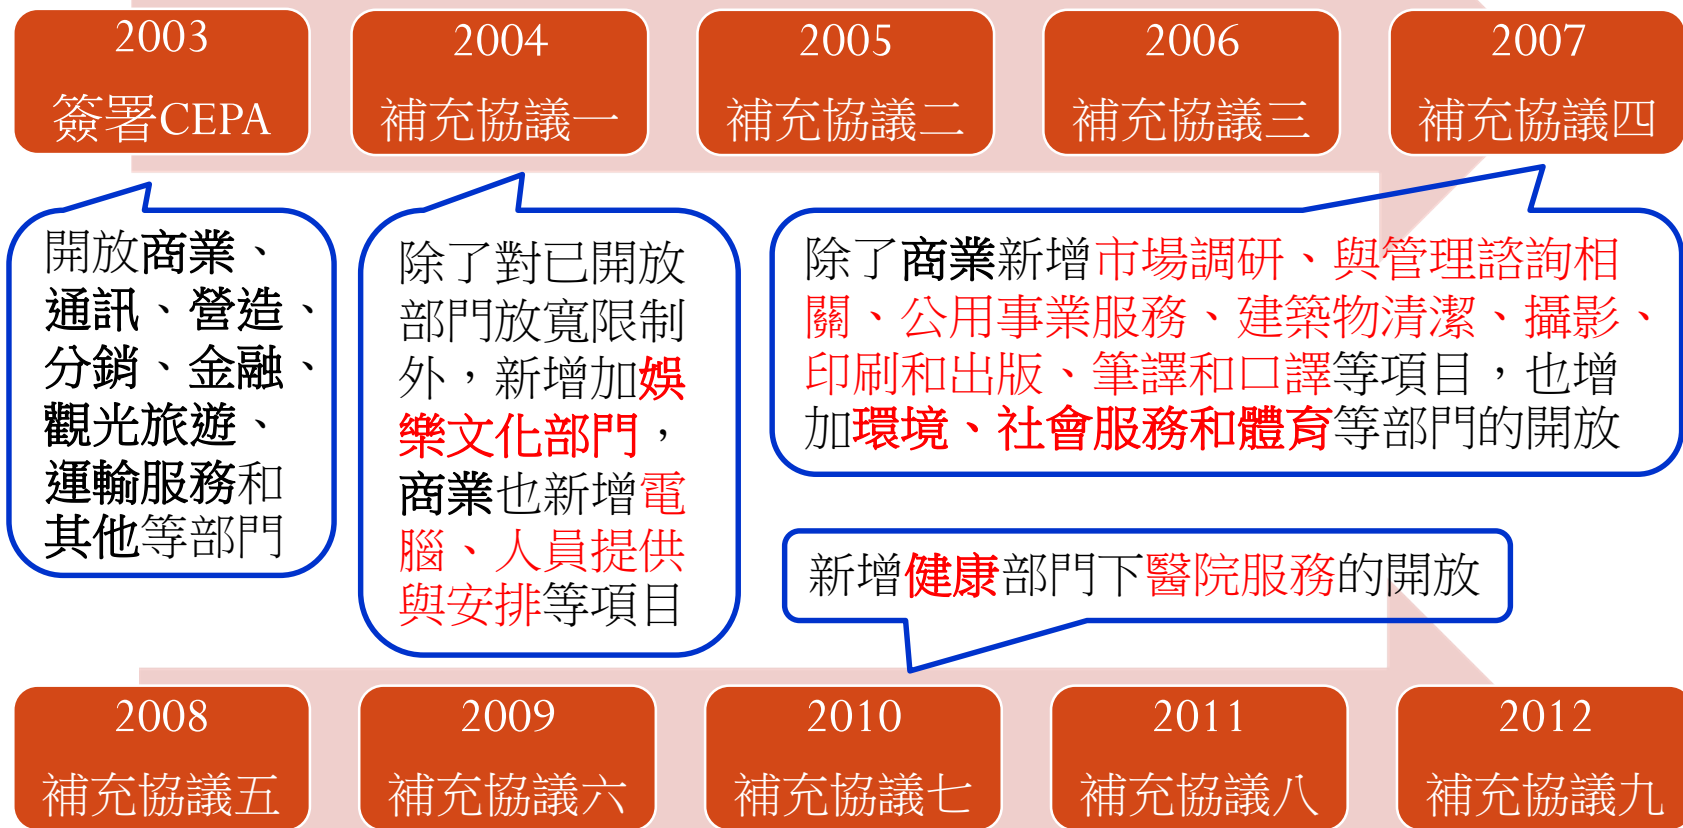 2003
簽署CEPA
2004
補充協議一
2005
補充協議二
2006
補充協議三
2007
補充協議四
開放商業、
通訊、營造、
分銷、金融、
觀光旅遊、
運輸服務和
其他等部門
除了對已開放
部門放寬限制
外，新增加娛
樂文化部門，
商業也新增電
腦、人員提供
與安排等項目
除了商業新增市場調研、與管理諮詢相
關、公用事業服務、建築物清潔、攝影、
印刷和出版、筆譯和口譯等項目，也增
加環境、社會服務和體育等部門的開放
新增健康部門下醫院服務的開放
2008
補充協議五
2009
補充協議六
2010
補充協議七
2011
補充協議八
2012
補充協議九